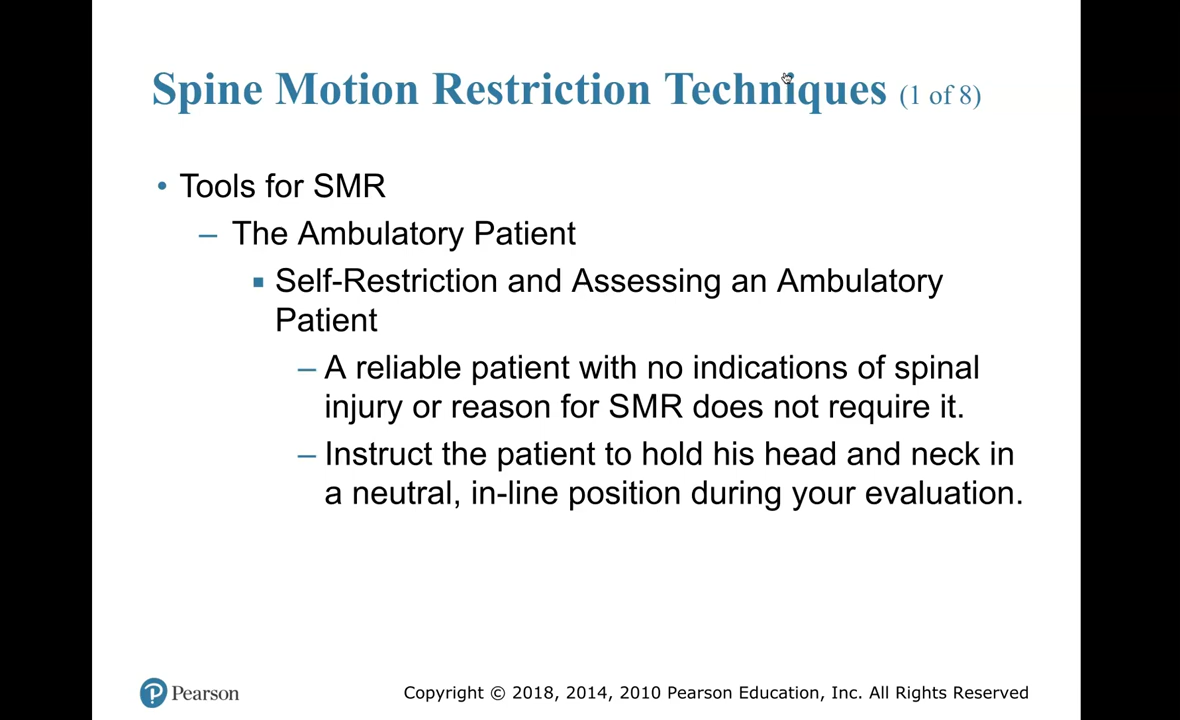 Spine Motion Restriction Techniques (1 of 8)
• Tools for SMR
– The Ambulatory Patient
▪ Self-Restriction and Assessing an Ambulatory
Patient
– A reliable patient with no indications of spinal
injury or reason for SMR does not require it.
– Instruct the patient to hold his head and neck in
a neutral, in-line position during your evaluation.
P Pearson
Copyright © 2018, 2014, 2010 Pearson Education, Inc. All Rights Reserved